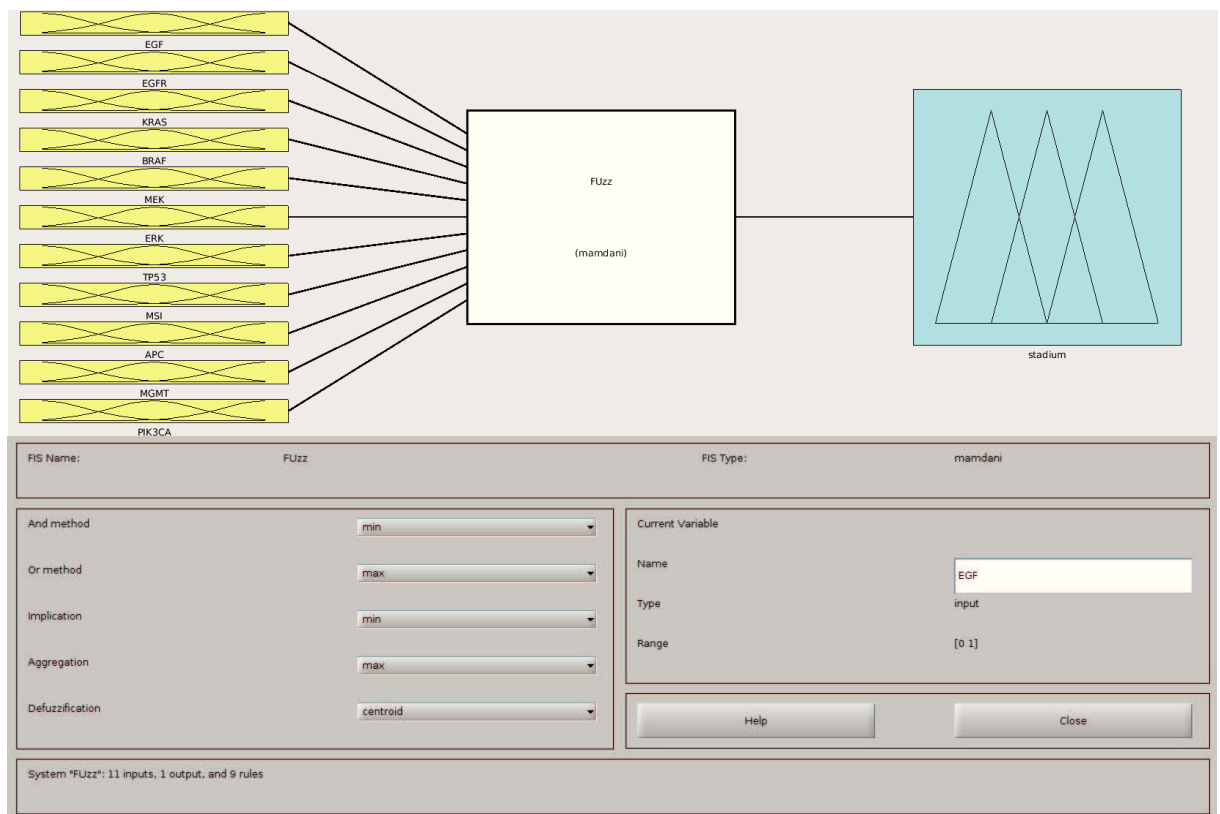 EGF
EGFR
KRAS
BRAF
MEK
ERK
TP53
MSI
APC
MGMT
PIK3CA
FUzz
(mamdani)
stadium
FIS Name: FUzz FIS Type: mamdani
And method min
Or method max
Implication min
Aggregation max
Defuzzification centroid
Current Variable
Name EGF
Type input
Range [0 1]
Help Close
System "FUzz": 11 inputs, 1 output, and 9 rules